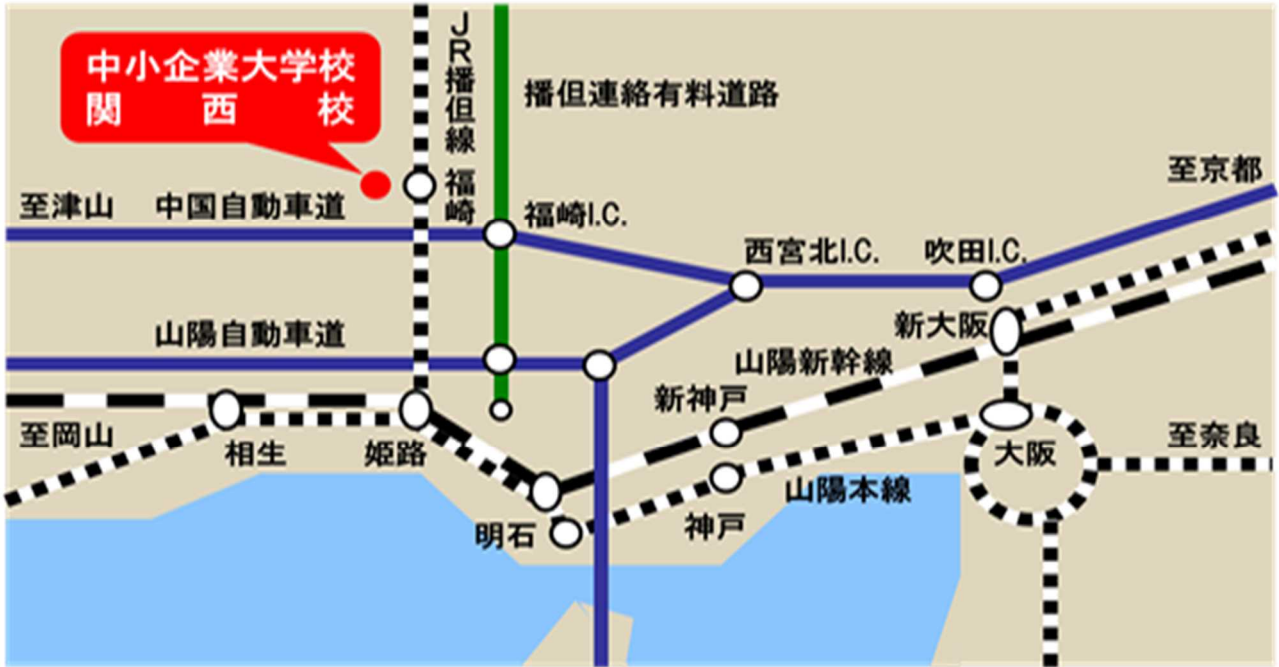 中小企業大学校
関西校
JR播但線
播但連絡有料道路
至京都
福崎
至津山
中国自動車道
福崎I.C.
西宮北I.C.
吹田I.C.
新大阪
山陽自動車道
山陽新幹線
新神戸
至岡山
相生
姫路
大阪
至奈良
山陽本線
明石
神戸